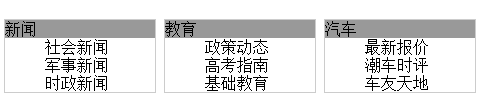 新闻
社会新闻
军事新闻
时政新闻
教育
政策动态
高考指南
基础教育
汽车
最新报价
潮车时评
车友天地